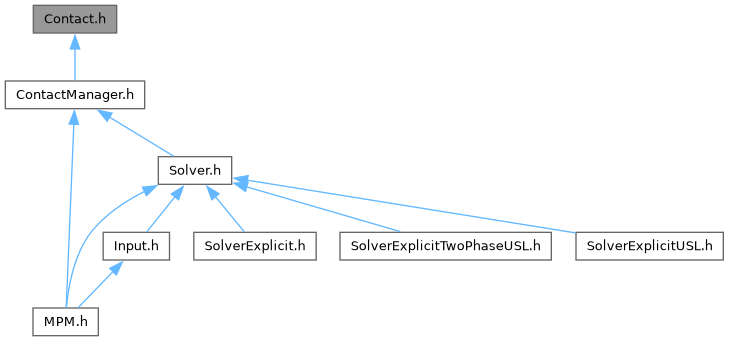 Contact.h
ContactManager.h
Solver.h
Input.h
SolverExplicit.h
SolverExplicitTwoPhaseUSL.h
SolverExplicitUSL.h
MPM.h